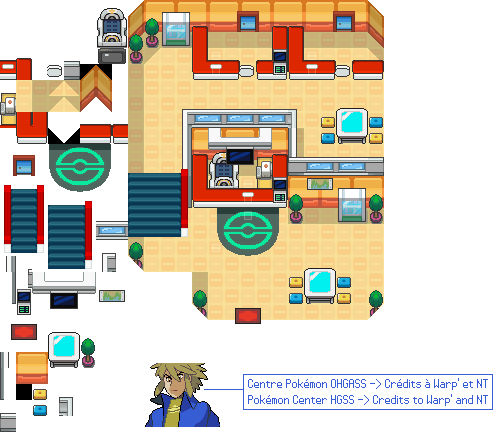 Centre Pokémon OHGASS -> Crédits à Warp' et NT
Pokémon Center HGSS -> Credits to Warp' and NT